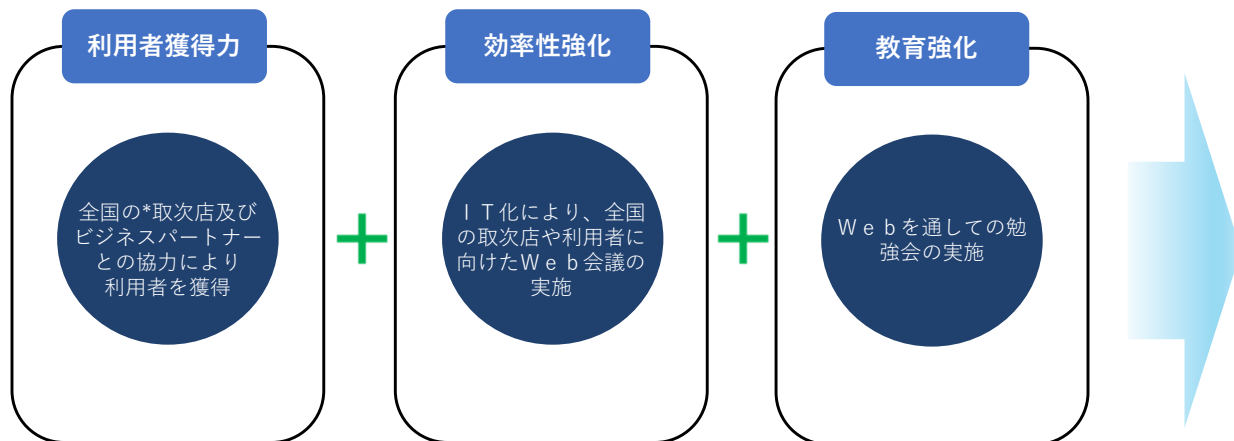 利用者獲得力
全国の*取次店及び
ビジネスパートナー
との協力により
利用者を獲得
効率性強化
ＩＴ化により、全国
の取次店や利用者に
向けたＷｅｂ会議の
実施
教育強化
Ｗｅｂを通しての勉
強会の実施